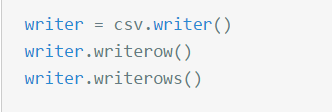 writer = csv.writer()
writer.writerow()
writer.writerows()